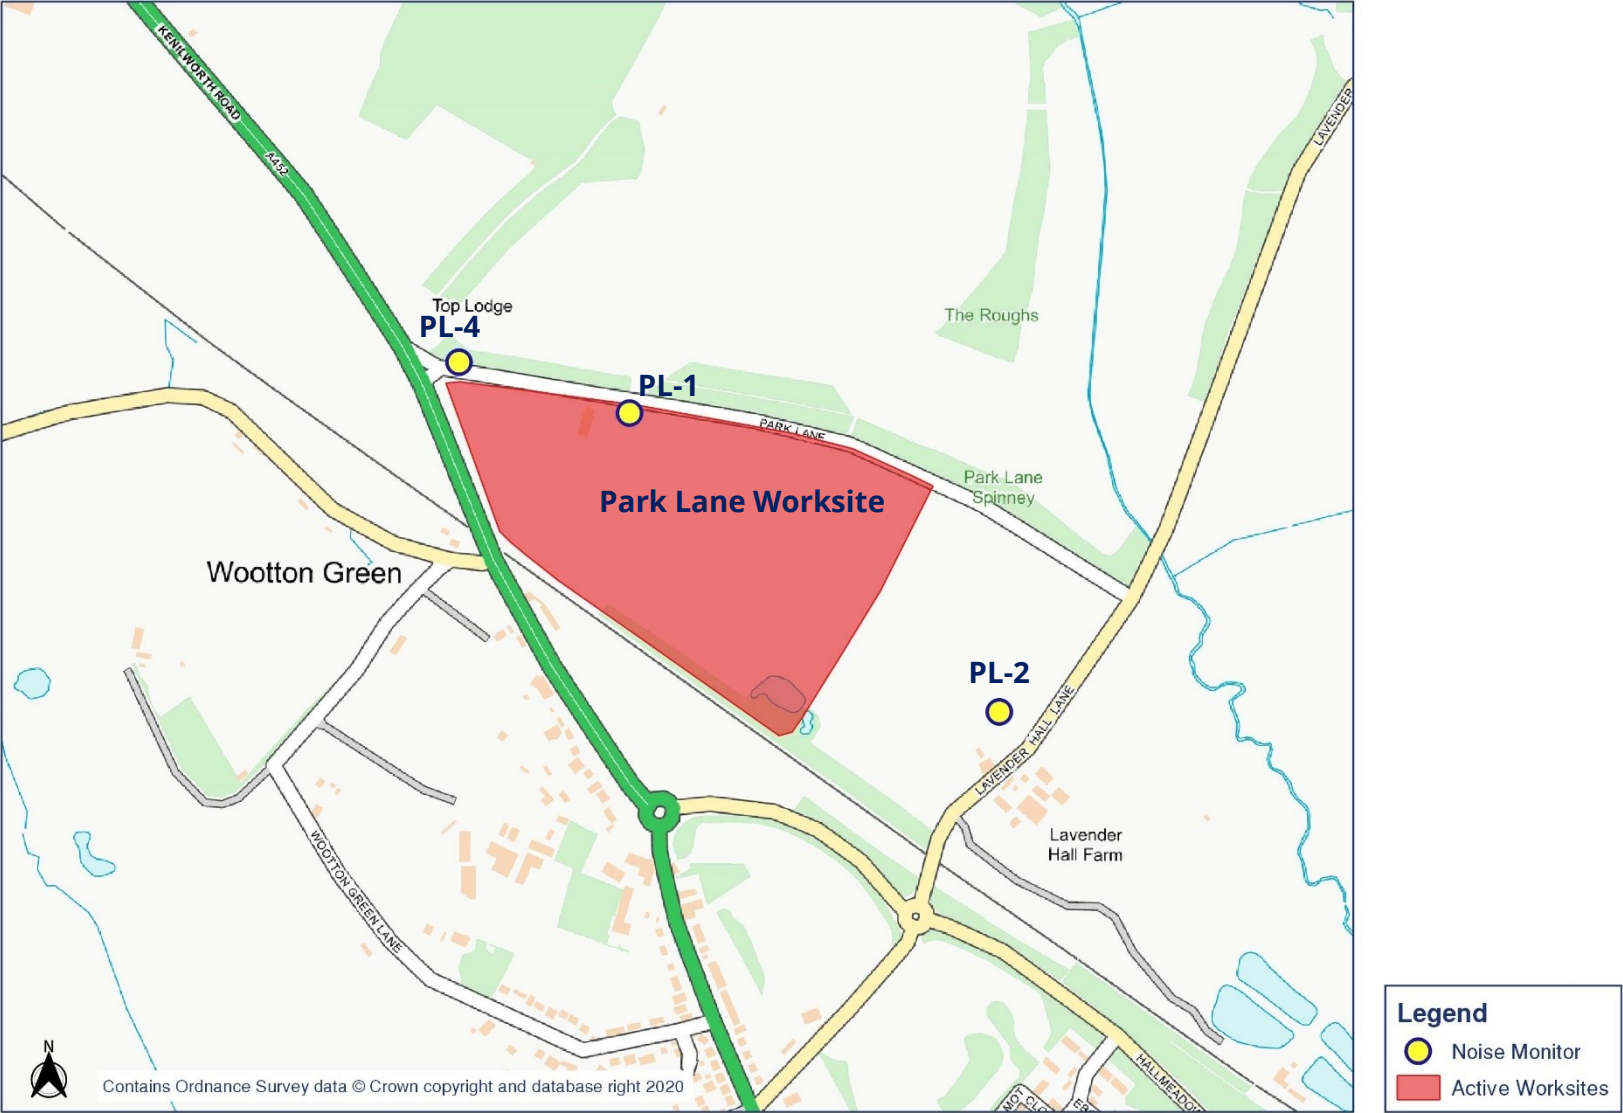 KENILWORTH ROAD
A452
LAVENDER
Top Lodge
PL-4
The Roughs
PL-1
PARK LANE
Park Lane
Spinney
Park Lane Worksite
Wootton Green
PL-2
LAVENDER HALL LANE
Lavender
Hall Farm
WOOTTON GREEN LANE
HALLMEADOW
N
Contains Ordnance Survey data © Crown copyright and database right 2020
Legend
Noise Monitor
Active Worksites